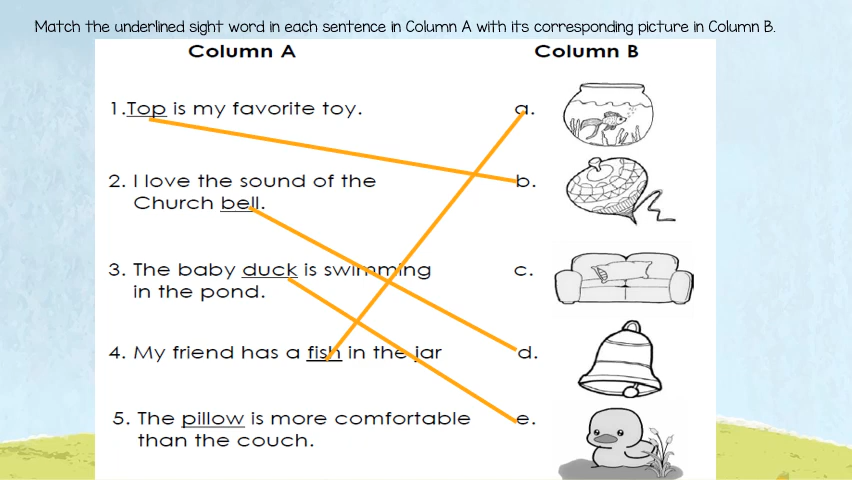 Match the underlined sight word in each sentence in Column A with its corresponding picture in Column B.
Column A
Column B
1.Top is my favorite toy.
a.
2. I love the sound of the
Church bell.
b.
3. The baby duck is swimming
in the pond.
c.
4. My friend has a fish in the jar
d.
5. The pillow is more comfortable
than the couch.
e.